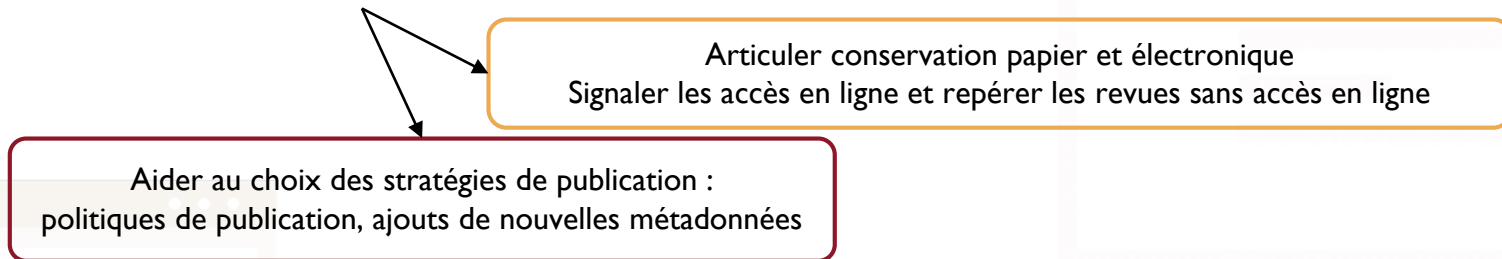 Articuler conservation papier et électronique
Signaler les accès en ligne et repérer les revues sans accès en ligne
Aider au choix des stratégies de publication :
politiques de publication, ajouts de nouvelles métadonnées